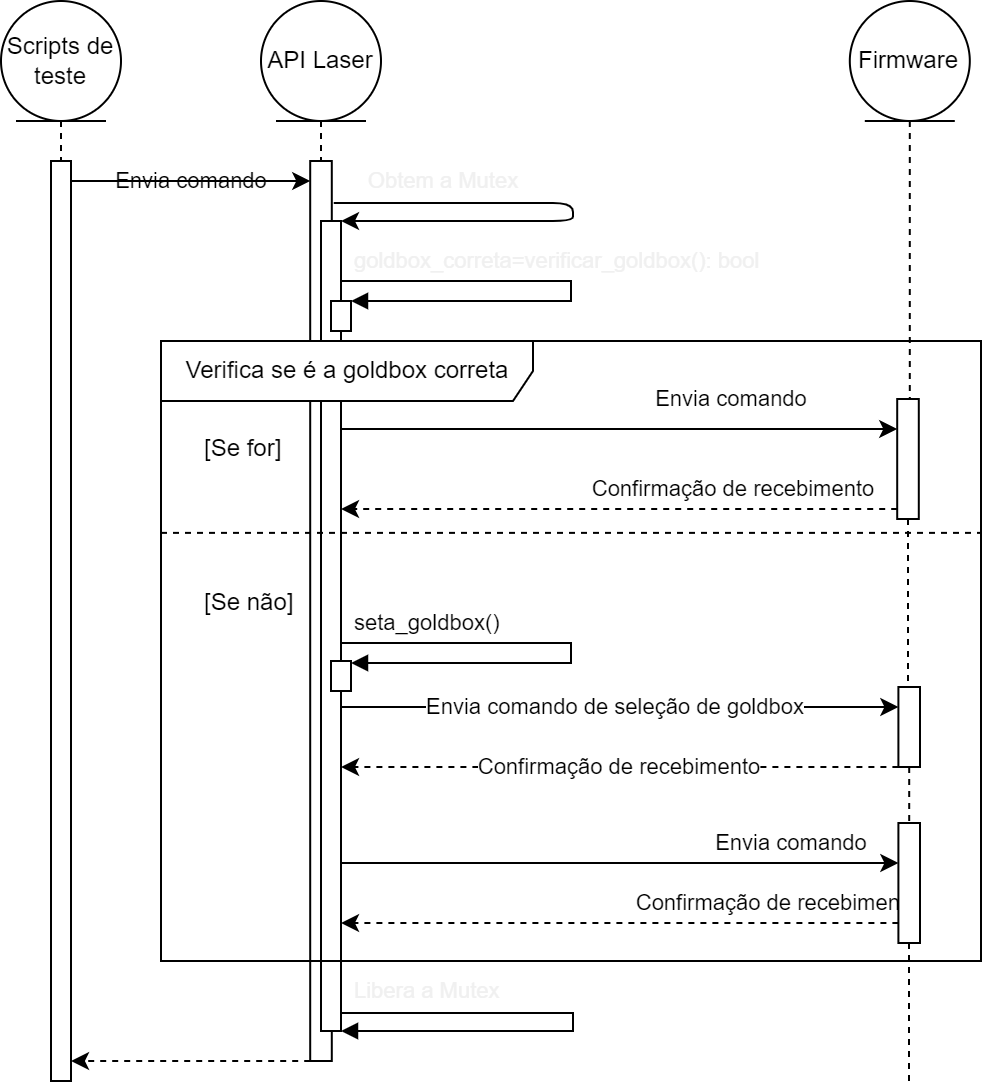 Scripts de
teste
API Laser
Firmware
Envia comando
Obtem a Mutex
goldbox_correta=verificar_goldbox(): bool
Verifica se é a goldbox correta
Envia comando
[Se for]
Confirmação de recebimento
[Se não]
seta_goldbox()
Envia comando de seleção de goldbox
Confirmação de recebimento
Envia comando
Confirmação de recebimen
Libera a Mutex